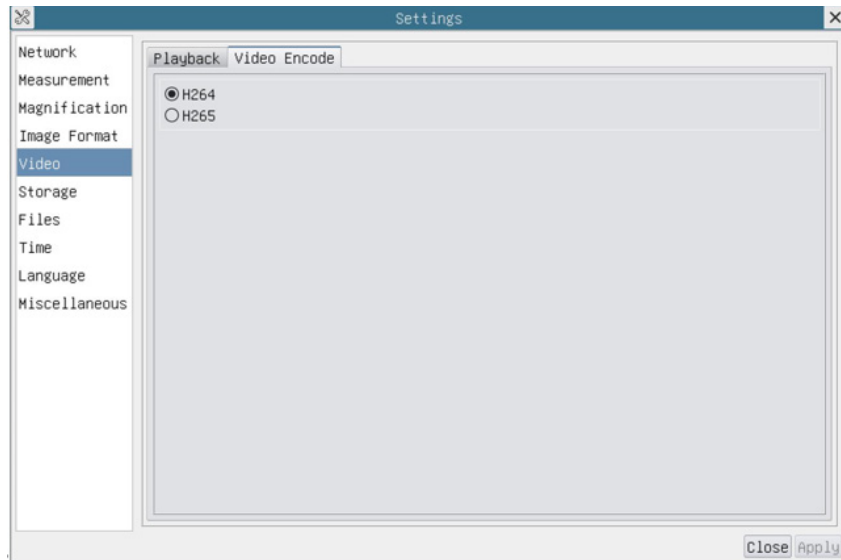 Settings
Network
Measurement
Magnification
Image Format
Video
Storage
Files
Time
Language
Miscellaneous
Playback Video Encode
H264
H265
Close Apply